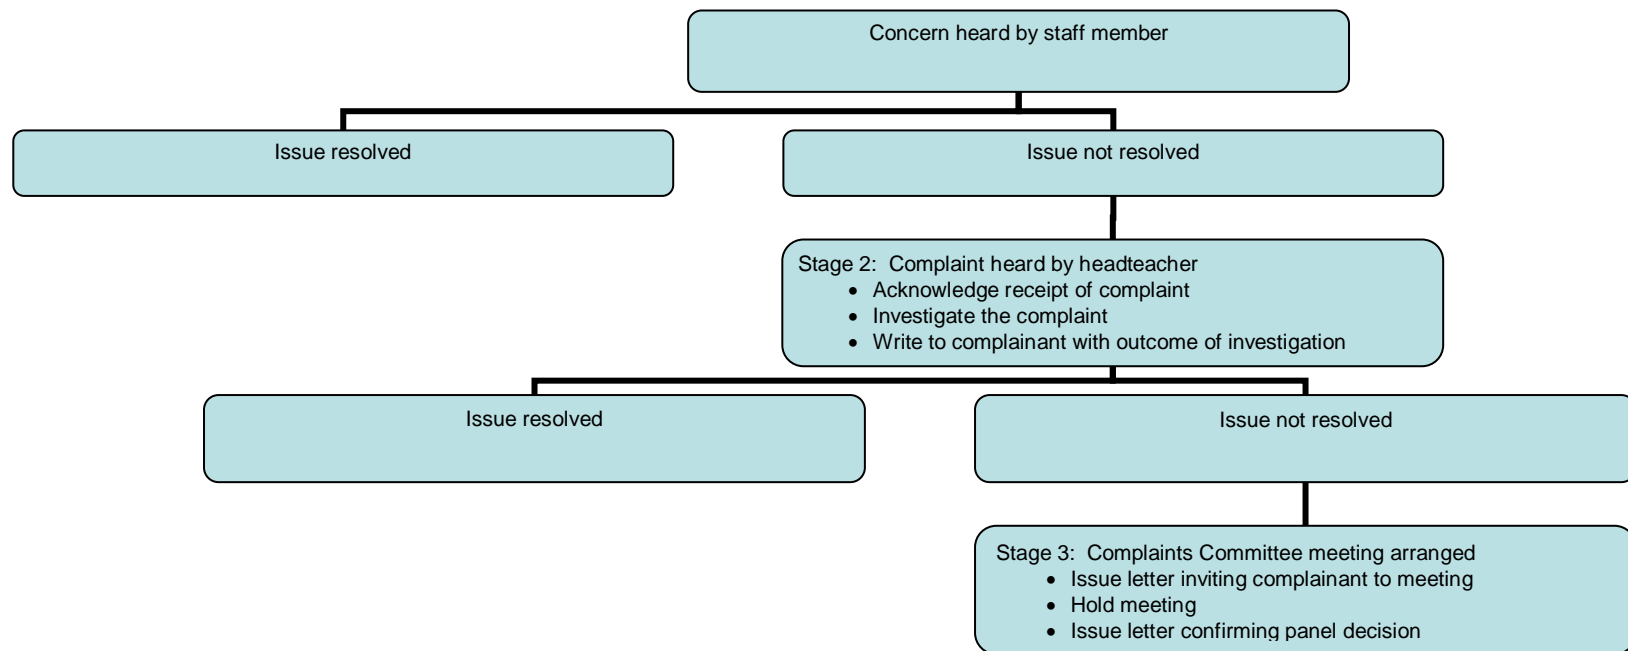 Concern heard by staff member
Issue resolved
Issue not resolved
Stage 2:  Complaint heard by headteacher
• Acknowledge receipt of complaint
• Investigate the complaint
• Write to complainant with outcome of investigation
Issue resolved
Issue not resolved
Stage 3:  Complaints Committee meeting arranged
• Issue letter inviting complainant to meeting
• Hold meeting
• Issue letter confirming panel decision